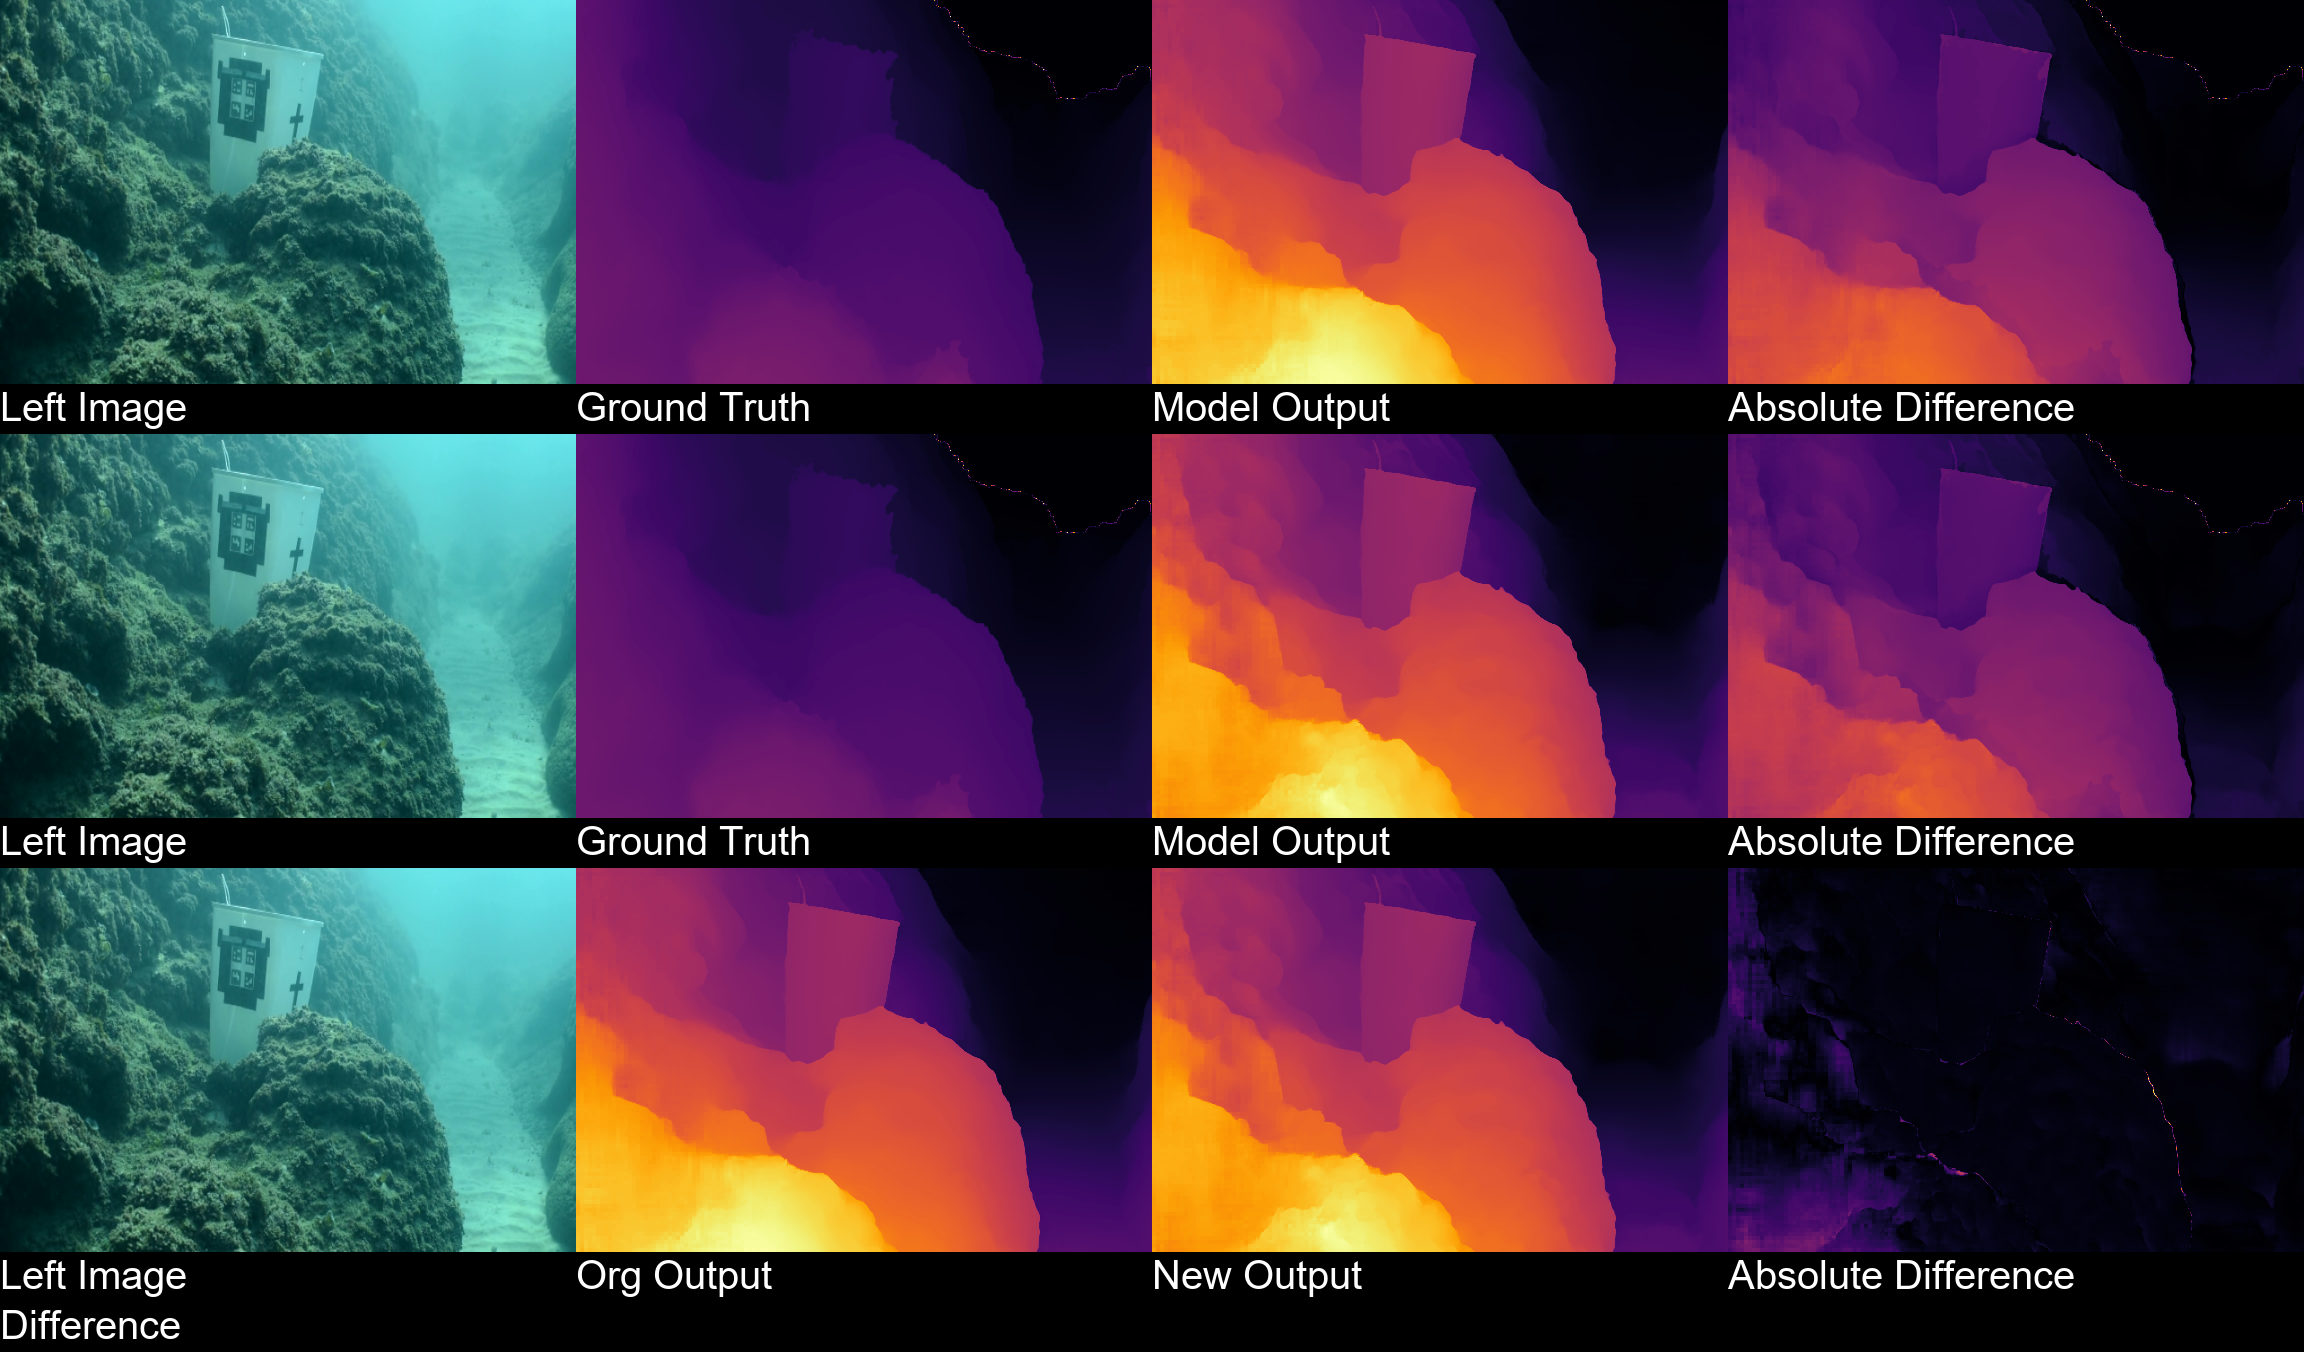 Left Image
Ground Truth
Model Output
Absolute Difference
Left Image
Ground Truth
Model Output
Absolute Difference
Left Image
Org Output
New Output
Absolute Difference
Difference